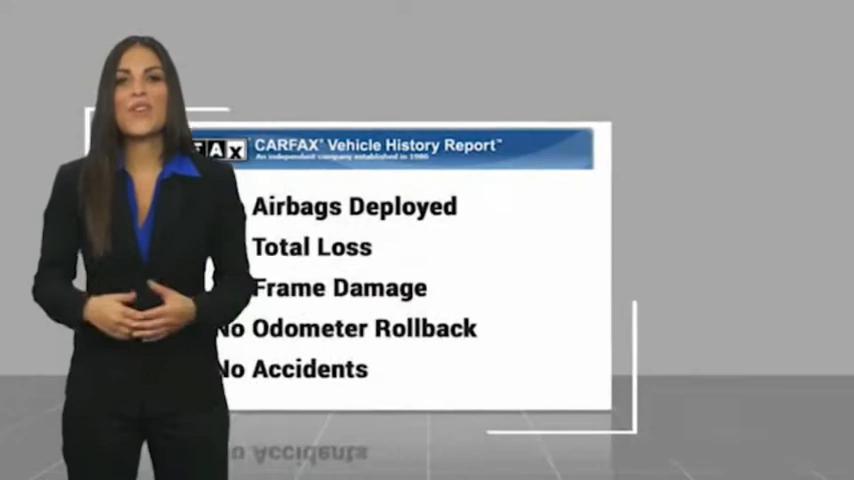 FAX CARFAX® Vehicle History Report™
An independent company established in 1986
Airbags Deployed
Total Loss
Frame Damage
No Odometer Rollback
No Accidents